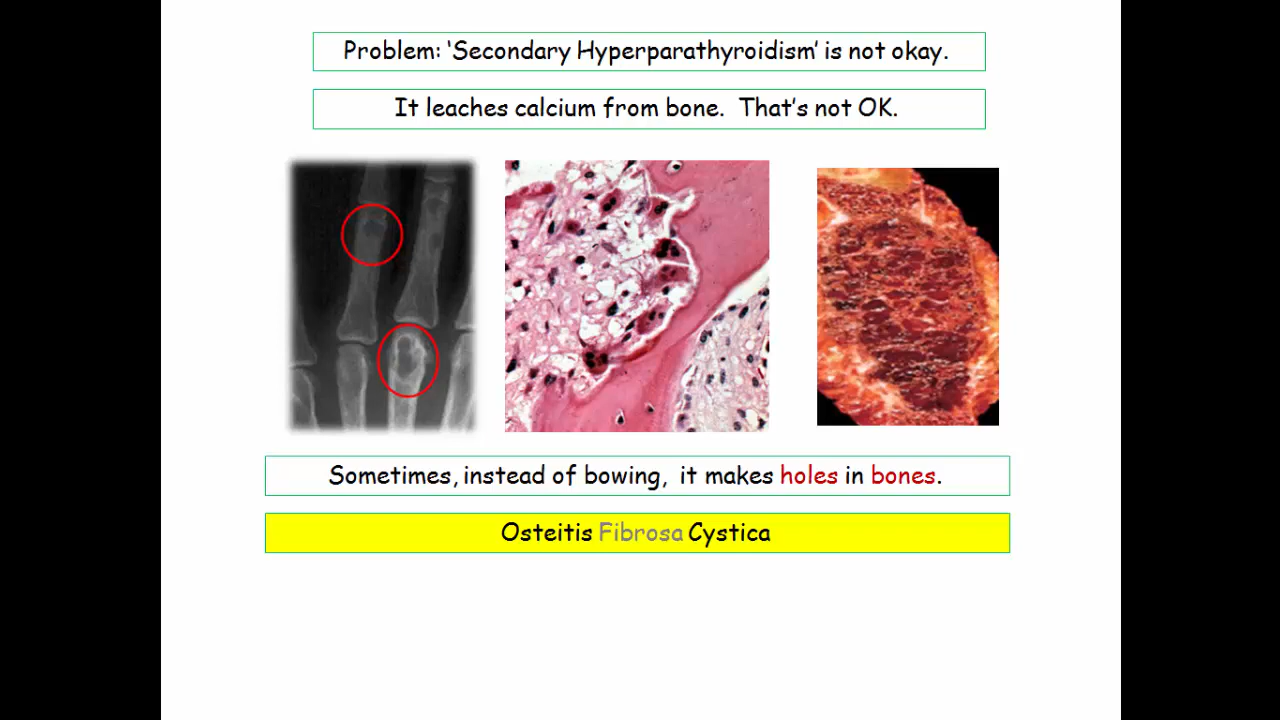 Problem: ‘Secondary Hyperparathyroidism’ is not okay.
It leaches calcium from bone. That’s not OK.
Sometimes, instead of bowing, it makes holes in bones.
Osteitis Fibrosa Cystica